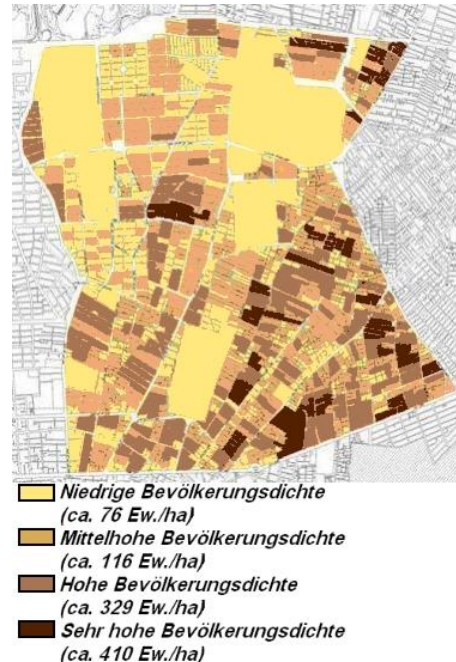 Niedrige Bevölkerungsdichte
(ca. 76 Ew./ha)
Mittelhohe Bevölkerungsdichte
(ca. 116 Ew./ha)
Hohe Bevölkerungsdichte
(ca. 329 Ew./ha)
Sehr hohe Bevölkerungsdichte
(ca. 410 Ew./ha)